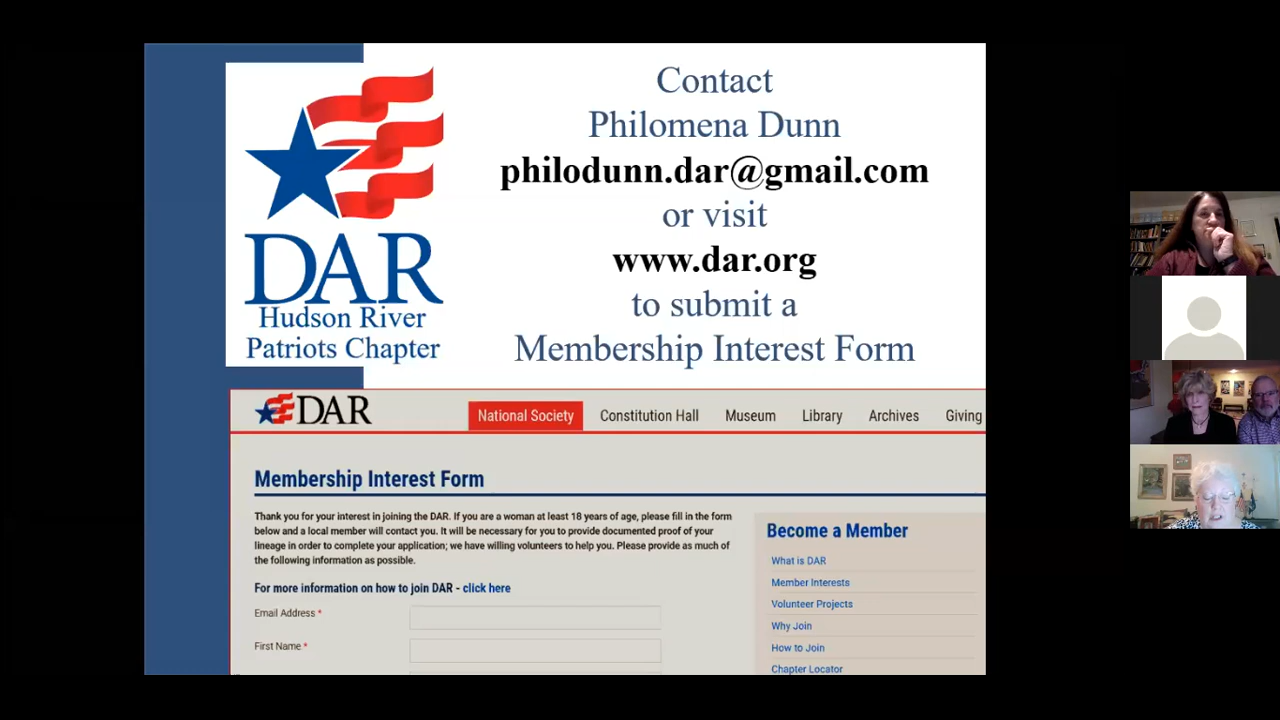 Contact
Philomena Dunn
philodunn.dar@gmail.com
or visit
www.dar.org
to submit a
Membership Interest Form
DAR
Hudson River
Patriots Chapter
DAR
National Society Constitution Hall Museum Library Archives Giving
Membership Interest Form
Thank you for your interest in joining the DAR. If you are a woman at least 18 years of age, please fill in the form
below and a local member will contact you. It will be necessary for you to provide documented proof of your
lineage in order to complete your application; we have willing volunteers to help you. Please provide as much of
the following information as possible.
For more information on how to join DAR - click here
Email Address *
First Name *
Become a Member
What is DAR
Member Interests
Volunteer Projects
Why Join
How to Join
Chapter Locator